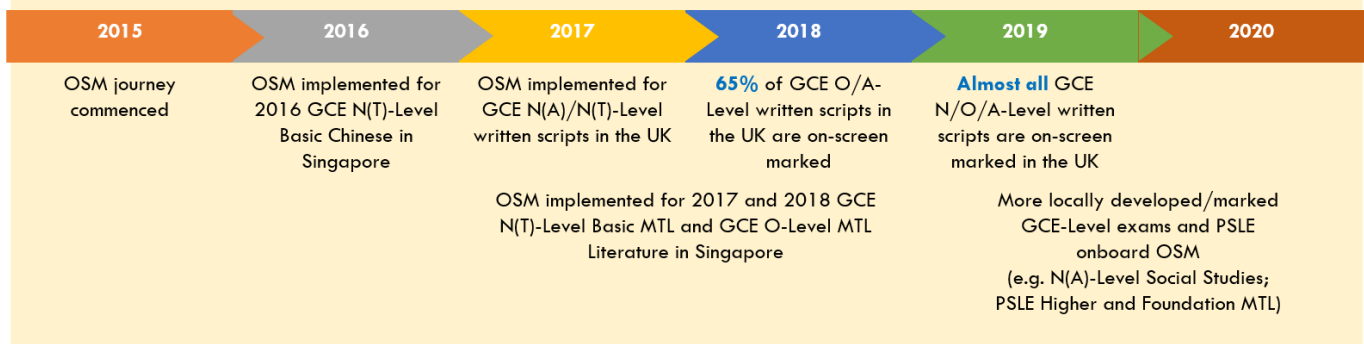 2015
2016
2017
2018
2019
2020
OSM journey
commenced
OSM implemented for
2016 GCE N(T)-Level
Basic Chinese in
Singapore
OSM implemented for
GCE N(A)/N(T)-Level
written scripts in the UK
65% of GCE O/A-
Level written scripts in
the UK are on-screen
marked
Almost all GCE
N/O/A-Level written
scripts are on-screen
marked in the UK
OSM implemented for 2017 and 2018 GCE
N(T)-Level Basic MTL and GCE O-Level MTL
Literature in Singapore
More locally developed/marked
GCE-Level exams and PSLE
onboard OSM
(e.g. N(A)-Level Social Studies;
PSLE Higher and Foundation MTL)